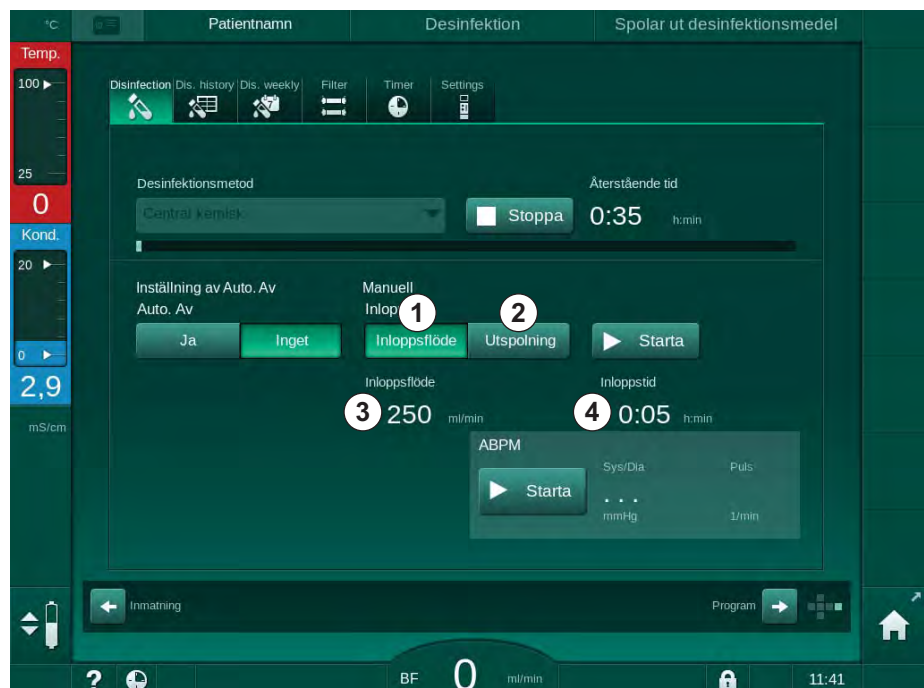 °C Patientnamn Desinfektion Spolar ut desinfektionsmedel
Temp.
100
25
0
Kond.
20
0
2,9
mS/cm
Disinfection Dis. history Dis. weekly Filter Timer Settings
Desinfektionsmetod
Central kemisk
Stoppa
Återstående tid
0:35 h:min
Inställning av Auto. Av
Auto. Av
Ja Inget
Manuell
Inlop
1 2
Inloppsflöde Utspolning
Starta
Inloppsflöde
3 250 ml/min
Inloppstid
4 0:05 h:min
ABPM
Starta
Sys/Dia Puls
. . .
mmHg 1/min
Inmatning Program
? BF 0 ml/min 11:41